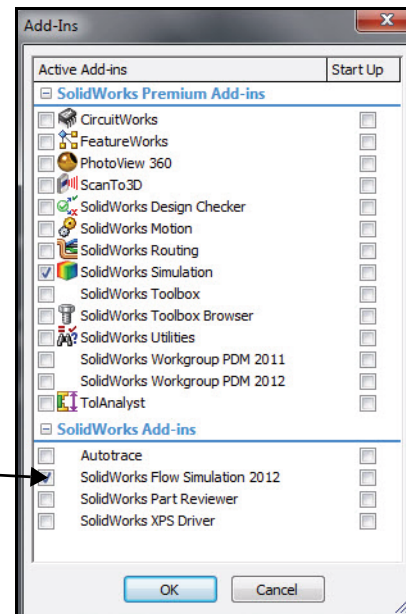 Add-Ins
Active Add-ins Start Up
SolidWorks Premium Add-ins
CircuitWorks
FeatureWorks
PhotoView 360
ScanTo3D
SolidWorks Design Checker
SolidWorks Motion
SolidWorks Routing
SolidWorks Simulation
SolidWorks Toolbox
SolidWorks Toolbox Browser
SolidWorks Utilities
SolidWorks Workgroup PDM 2011
SolidWorks Workgroup PDM 2012
TolAnalyst
SolidWorks Add-ins
Autotrace
SolidWorks Flow Simulation 2012
SolidWorks Part Reviewer
SolidWorks XPS Driver
OK Cancel